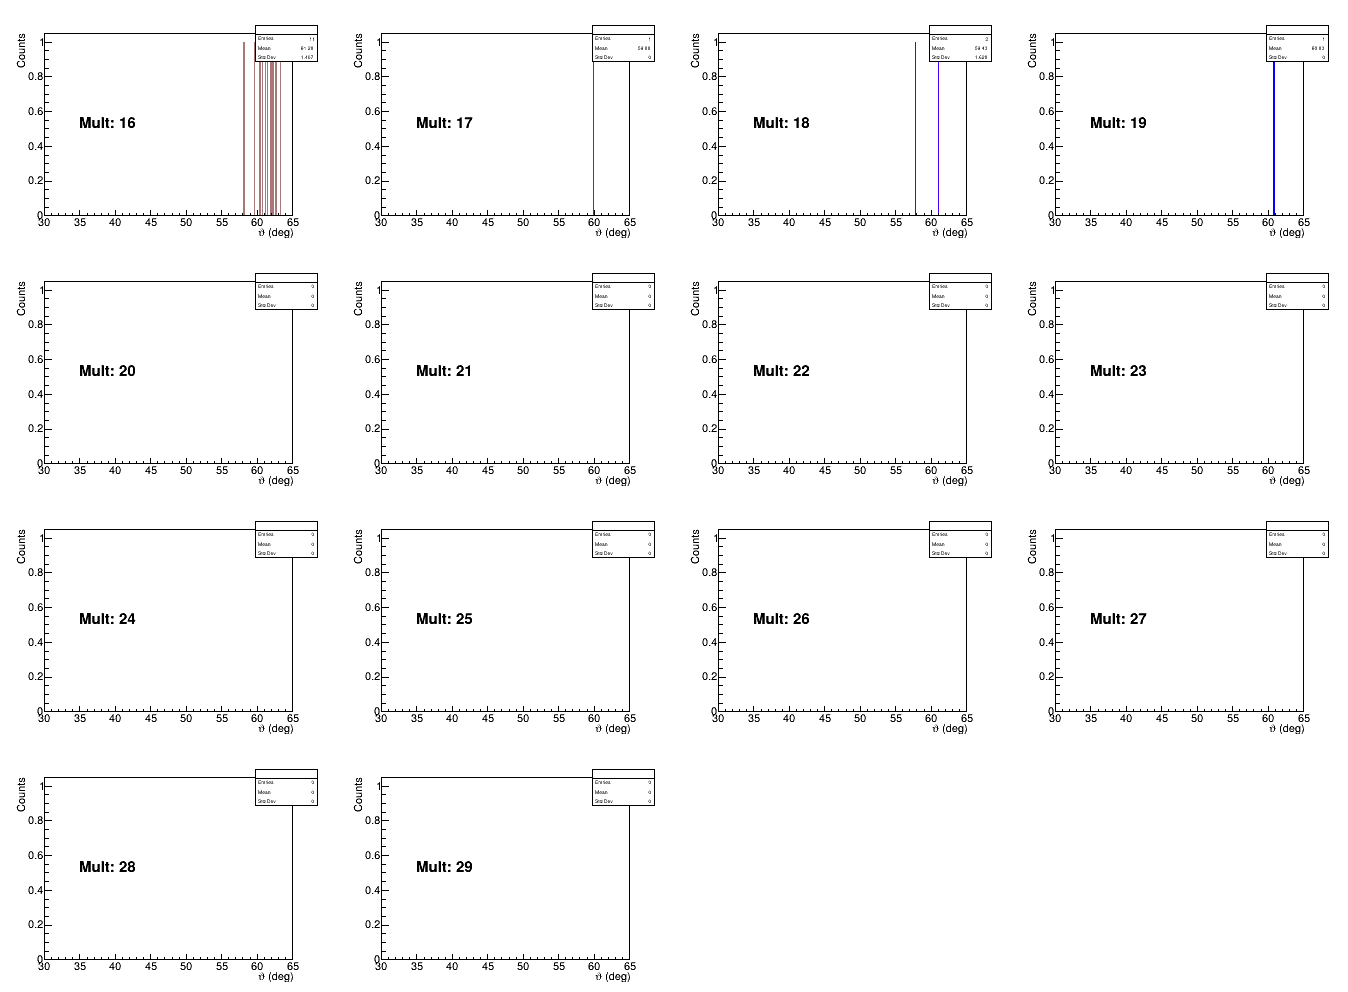 Counts
Entries 11
Mean 61.28
Std Dev 1.467
1
0.8
0.6
0.4
0.2
0
Mult: 16
30 35 40 45 50 55 60 65
ϑ (deg)
Counts
Entries 1
Mean
Std Dev 0
1
0.8
0.6
0.4
0.2
0
Mult: 17
30 35 40 45 50 55 60 65
ϑ (deg)
Counts
Entries 2
Mean 59.43
Std Dev
1
0.8
0.6
0.4
0.2
0
Mult: 18
30 35 40 45 50 55 60 65
ϑ (deg)
Counts
Entries 1
Mean 60.83
Std Dev 0
1
0.8
0.6
0.4
0.2
0
Mult: 19
30 35 40 45 50 55 60 65
ϑ (deg)
Counts
Entries 0
Mean 0
Std Dev 0
1
0.8
0.6
0.4
0.2
0
Mult: 20
30 35 40 45 50 55 60 65
ϑ (deg)
Counts
Entries 0
Mean 0
Std Dev 0
1
0.8
0.6
0.4
0.2
0
Mult: 21
30 35 40 45 50 55 60 65
ϑ (deg)
Counts
Entries 0
Mean 0
Std Dev 0
1
0.8
0.6
0.4
0.2
0
Mult: 22
30 35 40 45 50 55 60 65
ϑ (deg)
Counts
Entries 0
Mean 0
Std Dev 0
1
0.8
0.6
0.4
0.2
0
Mult: 23
30 35 40 45 50 55 60 65
ϑ (deg)
Counts
Entries 0
Mean 0
Std Dev 0
1
0.8
0.6
0.4
0.2
0
Mult: 24
30 35 40 45 50 55 60 65
ϑ (deg)
Counts
Entries 0
Mean 0
Std Dev 0
1
0.8
0.6
0.4
0.2
0
Mult: 25
30 35 40 45 50 55 60 65
ϑ (deg)
Counts
Entries 0
Mean 0
Std Dev 0
1
0.8
0.6
0.4
0.2
0
Mult: 26
30 35 40 45 50 55 60 65
ϑ (deg)
Counts
Entries 0
Mean 0
Std Dev 0
1
0.8
0.6
0.4
0.2
0
Mult: 27
30 35 40 45 50 55 60 65
ϑ (deg)
Counts
Entries 0
Mean 0
Std Dev 0
1
0.8
0.6
0.4
0.2
0
Mult: 28
30 35 40 45 50 55 60 65
ϑ (deg)
Counts
Entries 0
Mean 0
Std Dev 0
1
0.8
0.6
0.4
0.2
0
Mult: 29
30 35 40 45 50 55 60 65
ϑ (deg)